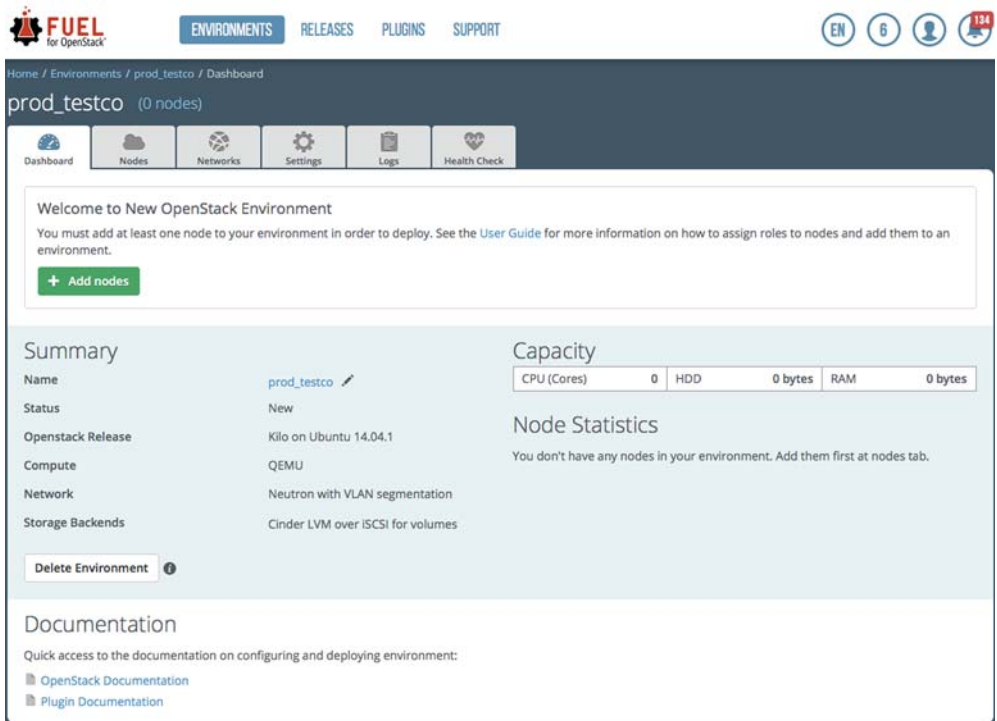 FUEL
for OpenStack
ENVIRONMENTS RELEASES PLUGINS SUPPORT
EN 6 134
Home / Environments / prod_testco / Dashboard
prod_testco (0 nodes)
Dashboard Nodes Networks Settings Logs Health Check
Welcome to New OpenStack Environment
You must add at least one node to your environment in order to deploy. See the User Guide for more information on how to assign roles to nodes and add them to an
environment.
+ Add nodes
Summary
Name prod_testco
Status New
Openstack Release Kilo on Ubuntu 14.04.1
Compute QEMU
Network Neutron with VLAN segmentation
Storage Backends Cinder LVM over iSCSI for volumes
Delete Environment
Capacity
CPU (Cores) 0 HDD 0 bytes RAM 0 bytes
Node Statistics
You don't have any nodes in your environment. Add them first at nodes tab.
Documentation
Quick access to the documentation on configuring and deploying environment:
OpenStack Documentation
Plugin Documentation